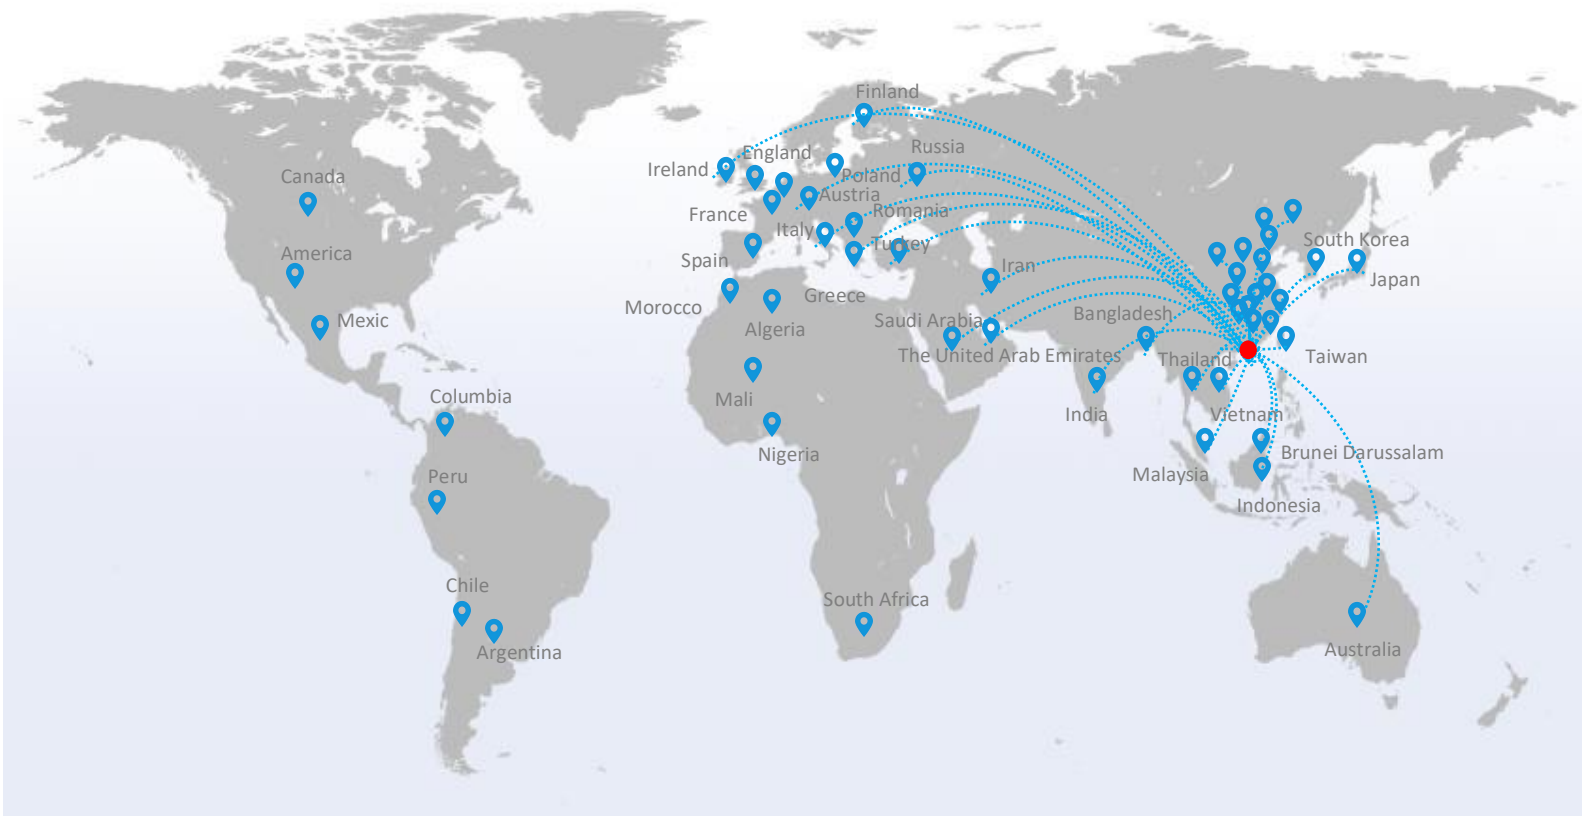 Finland
England
Russia
Ireland
Canada
Poland
Austria
France
Romania
Italy
South Korea
Turkey
America
Spain
Iran
Japan
Greece
Morocco
Bangladesh
Mexic
Saudi Arabia
Algeria
The United Arab Emirates
Thailand
Taiwan
Columbia
Mali
India
Vietnam
Nigeria
Brunei Darussalam
Peru
Malaysia
Indonesia
Chile
South Africa
Argentina
Australia